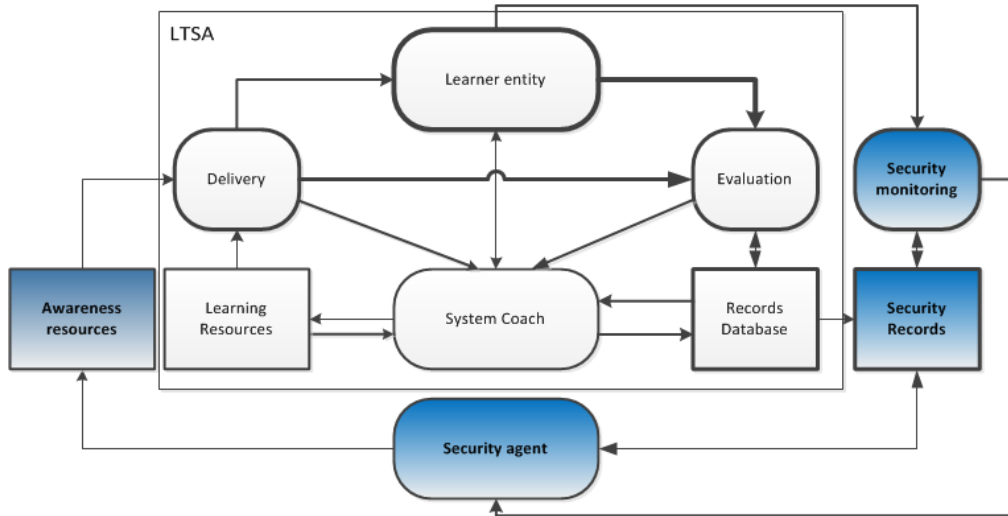 LTSA
Learner entity
Delivery
Evaluation
Security
monitoring
Awareness
resources
Learning
Resources
System Coach
Records
Database
Security
Records
Security agent